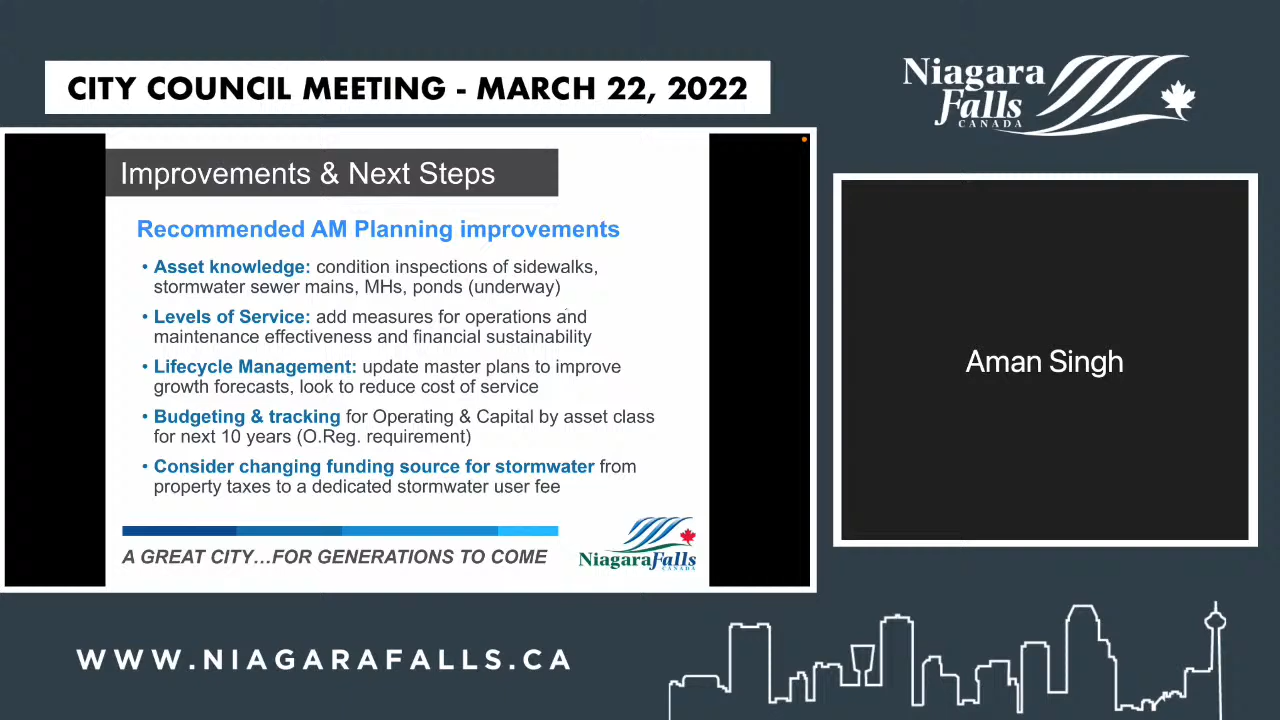 CITY COUNCIL MEETING - MARCH 22, 2022
Niagara
Falls
CANADA
Improvements & Next Steps
Recommended AM Planning improvements
• Asset knowledge: condition inspections of sidewalks,
stormwater sewer mains, MHs, ponds (underway)
• Levels of Service: add measures for operations and
maintenance effectiveness and financial sustainability
• Lifecycle Management: update master plans to improve
growth forecasts, look to reduce cost of service
• Budgeting & tracking for Operating & Capital by asset class
for next 10 years (O.Reg. requirement)
• Consider changing funding source for stormwater from
property taxes to a dedicated stormwater user fee
A GREAT CITY...FOR GENERATIONS TO COME
NiagaraFalls
CANADA
Aman Singh
WWW.NIAGARAFALLS.CA